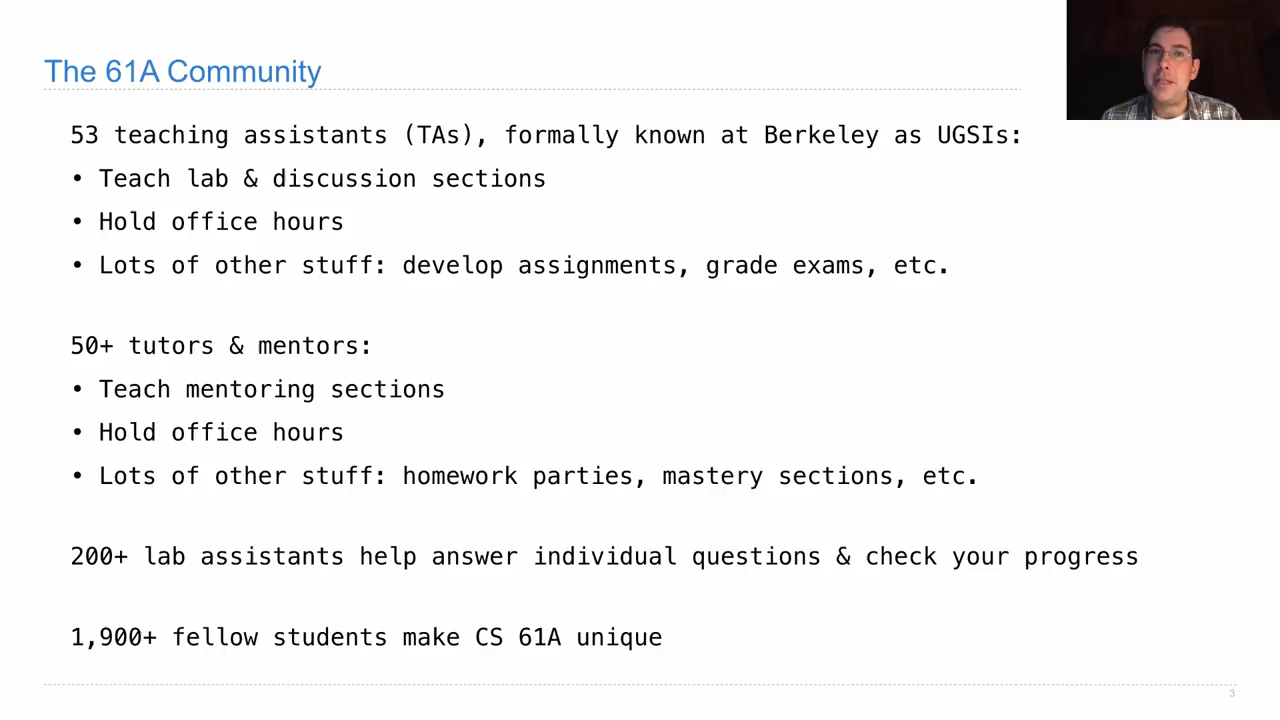 The 61A Community
53 teaching assistants (TAs), formally known at Berkeley as UGSIs:
• Teach lab & discussion sections
• Hold office hours
• Lots of other stuff: develop assignments, grade exams, etc.
50+ tutors & mentors:
• Teach mentoring sections
• Hold office hours
• Lots of other stuff: homework parties, mastery sections, etc.
200+ lab assistants help answer individual questions & check your progress
1,900+ fellow students make CS 61A unique
3